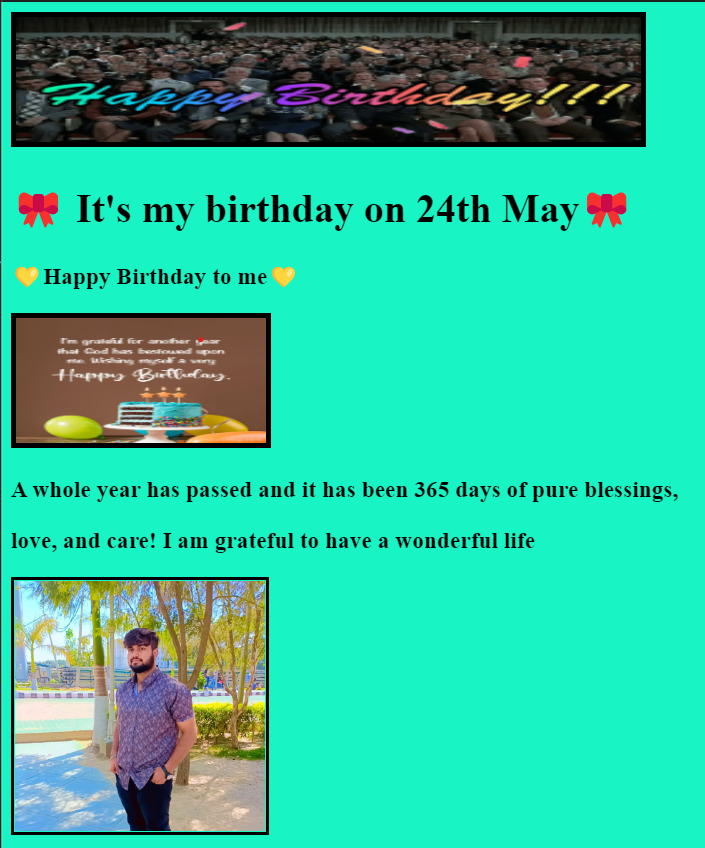 Happy Birthday!!!
🎀 It's my birthday on 24th May🎀
💛Happy Birthday to me💛
I'm grateful for another year
that God has bestowed upon
me. Wishing myself a very
Happy Birthday.
A whole year has passed and it has been 365 days of pure blessings,
love, and care! I am grateful to have a wonderful life